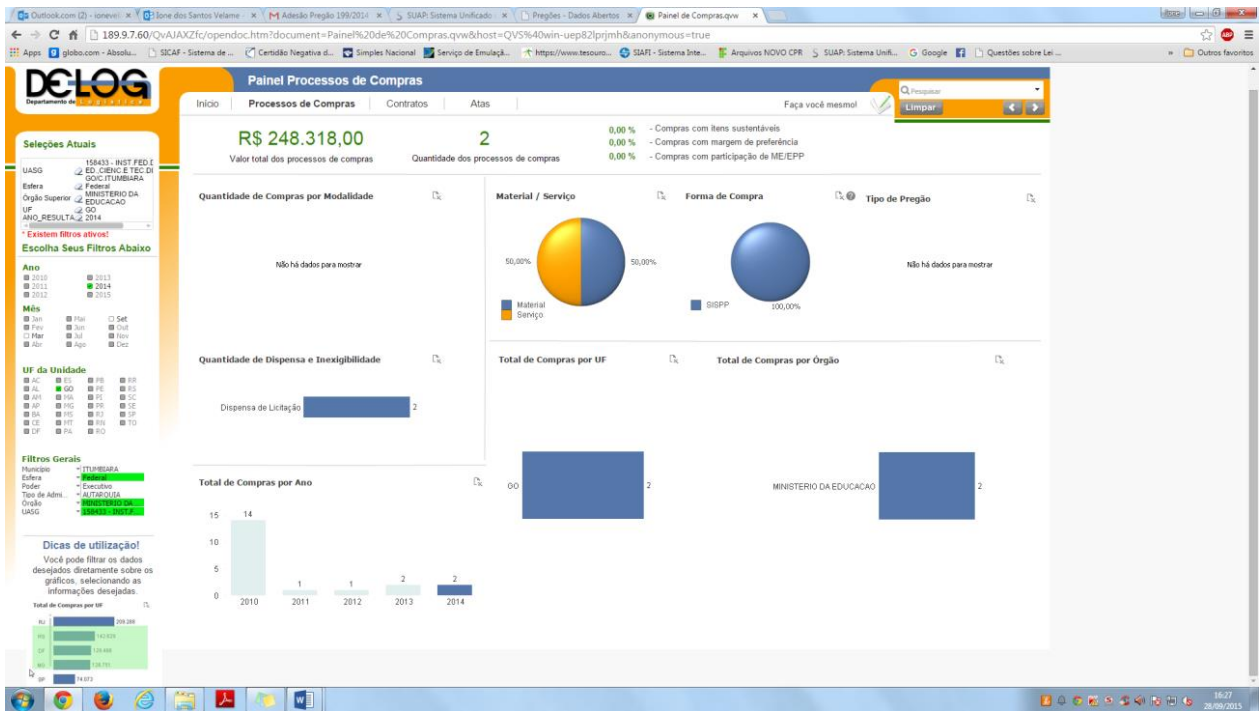 Outlook.com (2) - ionevel
Ione dos Santos Velame -
Adesão Pregão 199/2014
SUAP: Sistema Unificado
Pregões - Dados Abertos
Painel de Compras.qvw
189.9.7.60/QvAJAXZfc/opendoc.htm?document=Painel%20de%20Compras.qvw&host=QVS%40win-uep82lprjmh&anonymous=true
Apps
globo.com - Absolu...
SICAF - Sistema de ...
Certidão Negativa d...
Simples Nacional
Serviço de Emulaçã...
https://www.tesouro...
SIAFI - Sistema Inte...
Arquivos NOVO CPR
SUAP: Sistema Unifi...
Google
Questões sobre Lei ...
Outros favoritos
DELOG
Departamento de Logística
Painel Processos de Compras
Início
Processos de Compras
Contratos
Atas
Faça você mesmo!
Pesquisar
Limpar
R$ 248.318,00
Valor total dos processos de compras
2
Quantidade dos processos de compras
0,00 % - Compras com itens sustentáveis
0,00 % - Compras com margem de preferência
0,00 % - Compras com participação de ME/EPP
Seleções Atuais
UASG 158433 - INST.FED.D
ED.,CIENC.E TEC.DI
GO/C.ITUMBIARA
Esfera Federal
Orgão Superior MINISTERIO DA
EDUCACAO
UF GO
ANO_RESULTA 2014
* Existem filtros ativos!
Escolha Seus Filtros Abaixo
Ano
2010 2013
2011 2014
2012 2015
Mês
Jan Mai Set
Fev Jun Out
Mar Jul Nov
Abr Ago Dez
UF da Unidade
AC ES PB RR
AL GO PE RS
AM MA PI SC
AP MG PR SE
BA MS RJ SP
CE MT RN TO
DF PA RO
Filtros Gerais
Município ITUMBIARA
Esfera Federal
Poder Executivo
Tipo de Admi... AUTARQUIA
Órgão MINISTERIO DA
UASG 158433 - INST.F...
Dicas de utilização!
Você pode filtrar os dados
desejados diretamente sobre os
gráficos, selecionando as
informações desejadas.
Total de Compras por UF
RJ
DF
MG
SP 74 073
Quantidade de Compras por Modalidade
Não há dados para mostrar
Material / Serviço
50,00%
50,00%
Material
Serviço
Forma de Compra
SISPP
100,00%
Tipo de Pregão
Não há dados para mostrar
Quantidade de Dispensa e Inexigibilidade
Dispensa de Licitação 2
Total de Compras por UF
GO 2
Total de Compras por Órgão
MINISTERIO DA EDUCACAO 2
Total de Compras por Ano
15
10
5
0
14
1
1
2
2
2010 2011 2012 2013 2014
16:27
28/09/2015